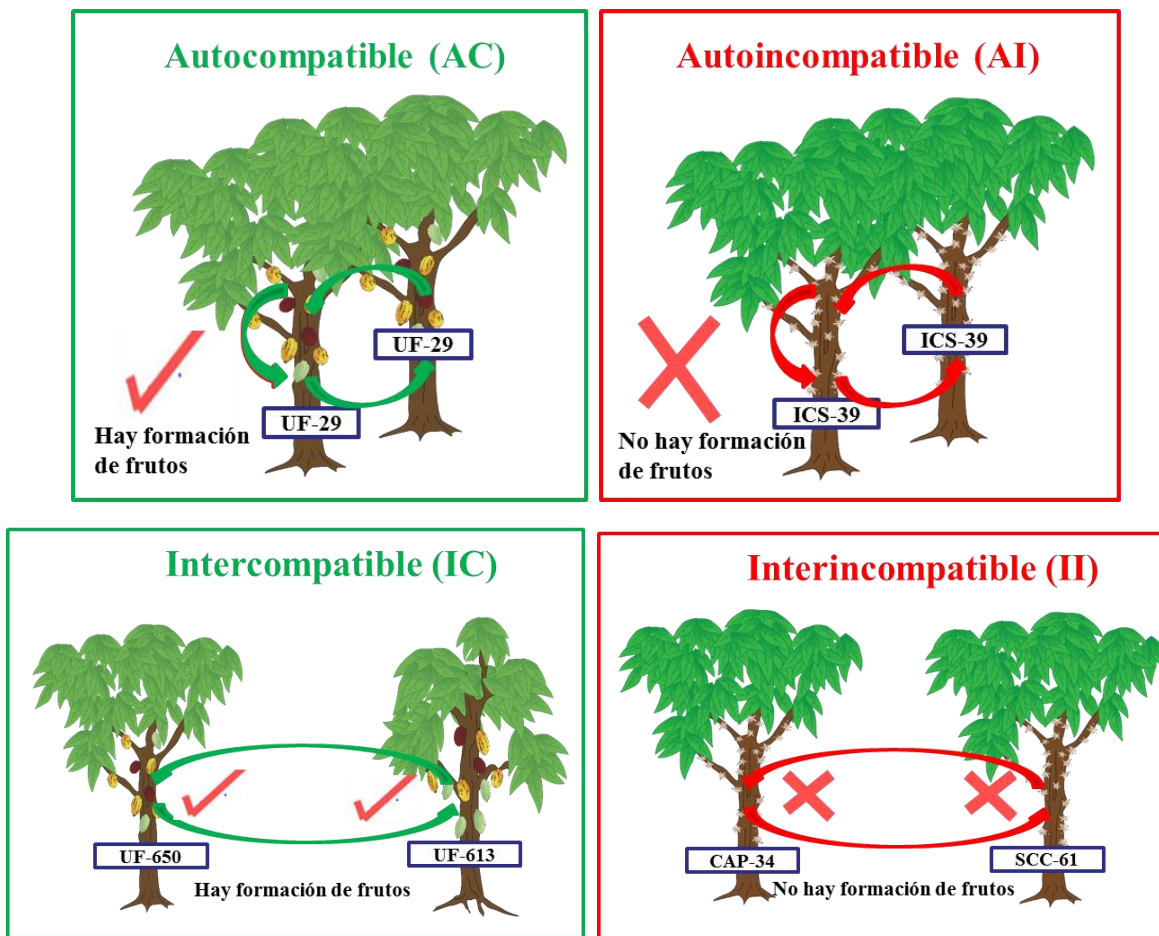 Autocompatible (AC)
UF-29
UF-29
Hay formación
de frutos
Autoincompatible (AI)
ICS-39
ICS-39
No hay formación
de frutos
Intercompatible (IC)
UF-650
UF-613
Hay formación de frutos
Interincompatible (II)
CAP-34
SCC-61
No hay formación de frutos